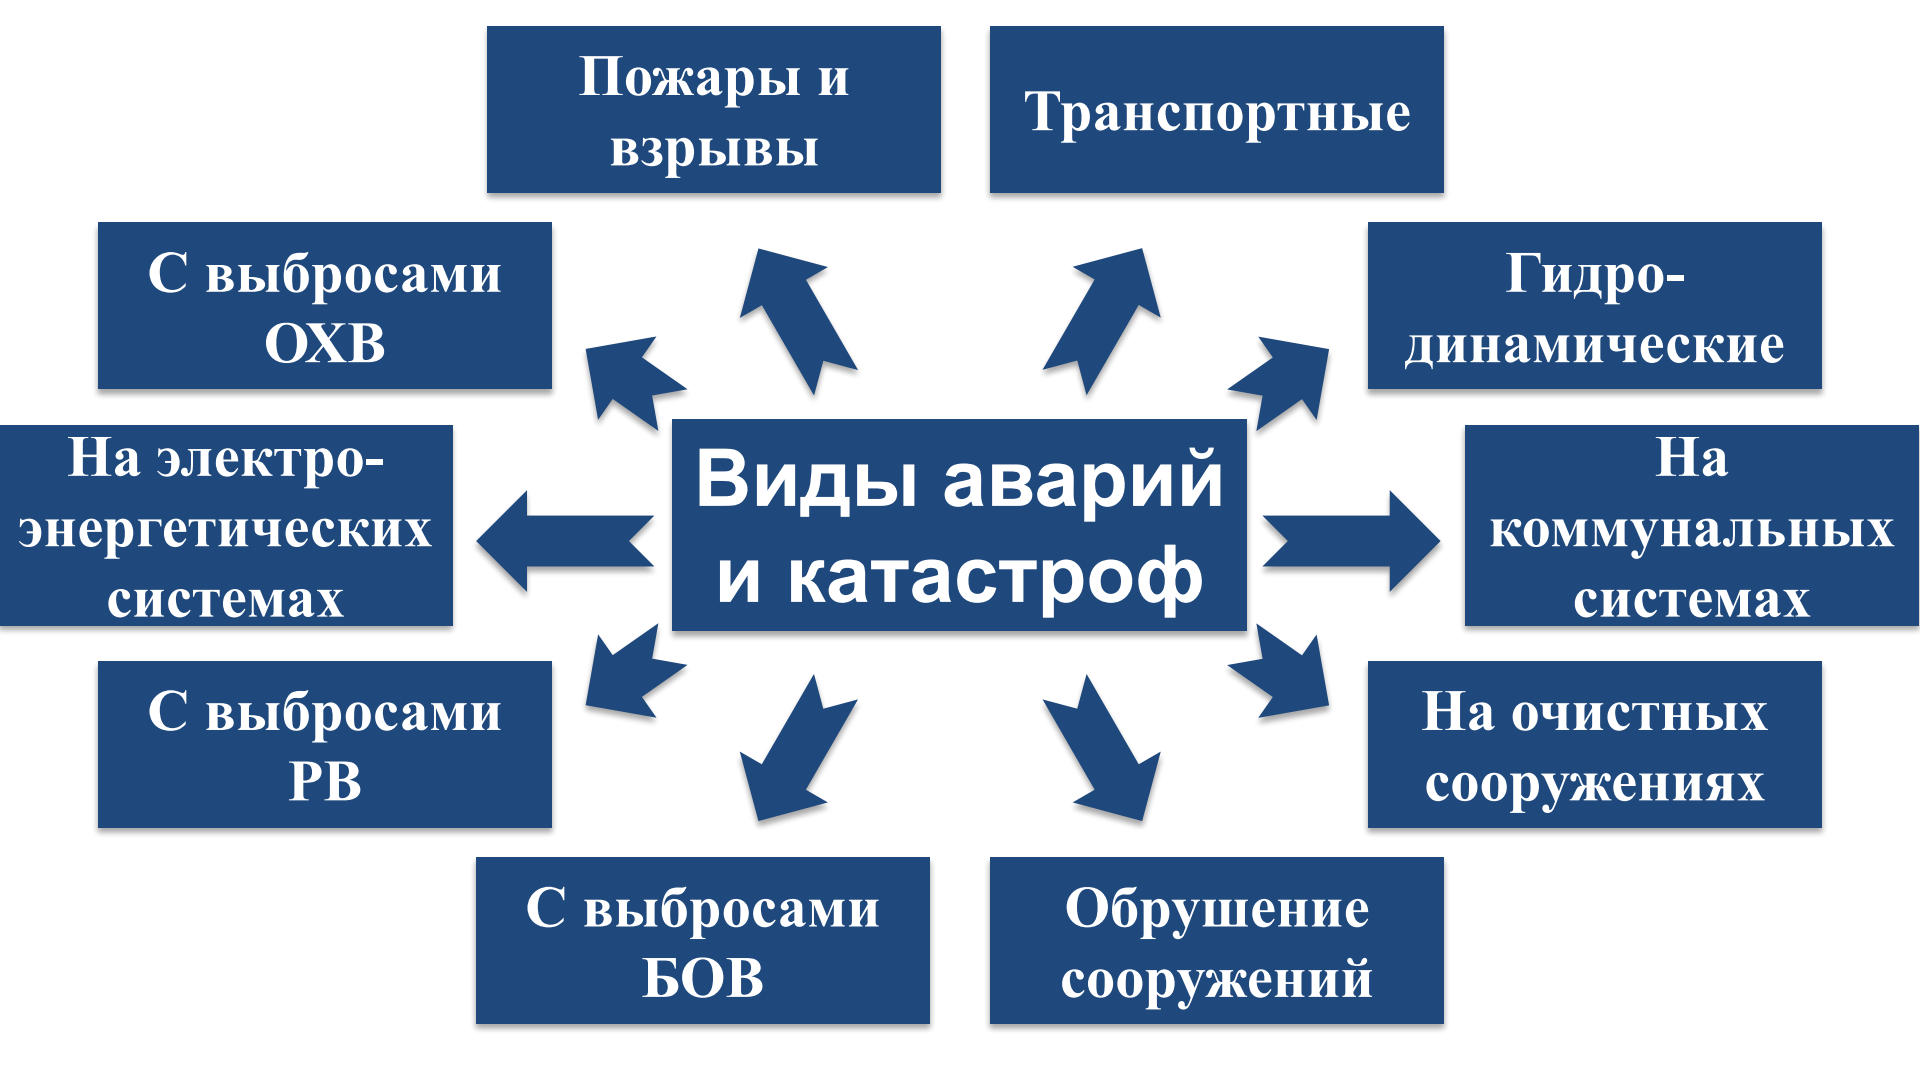 Пожары и
взрывы
Транспортные
С выбросами
ОХВ
Гидро-
динамические
На электро-
энергетических
системах
Виды аварий
и катастроф
На
коммунальных
системах
С выбросами
РВ
На очистных
сооружениях
С выбросами
БОВ
Обрушение
сооружений